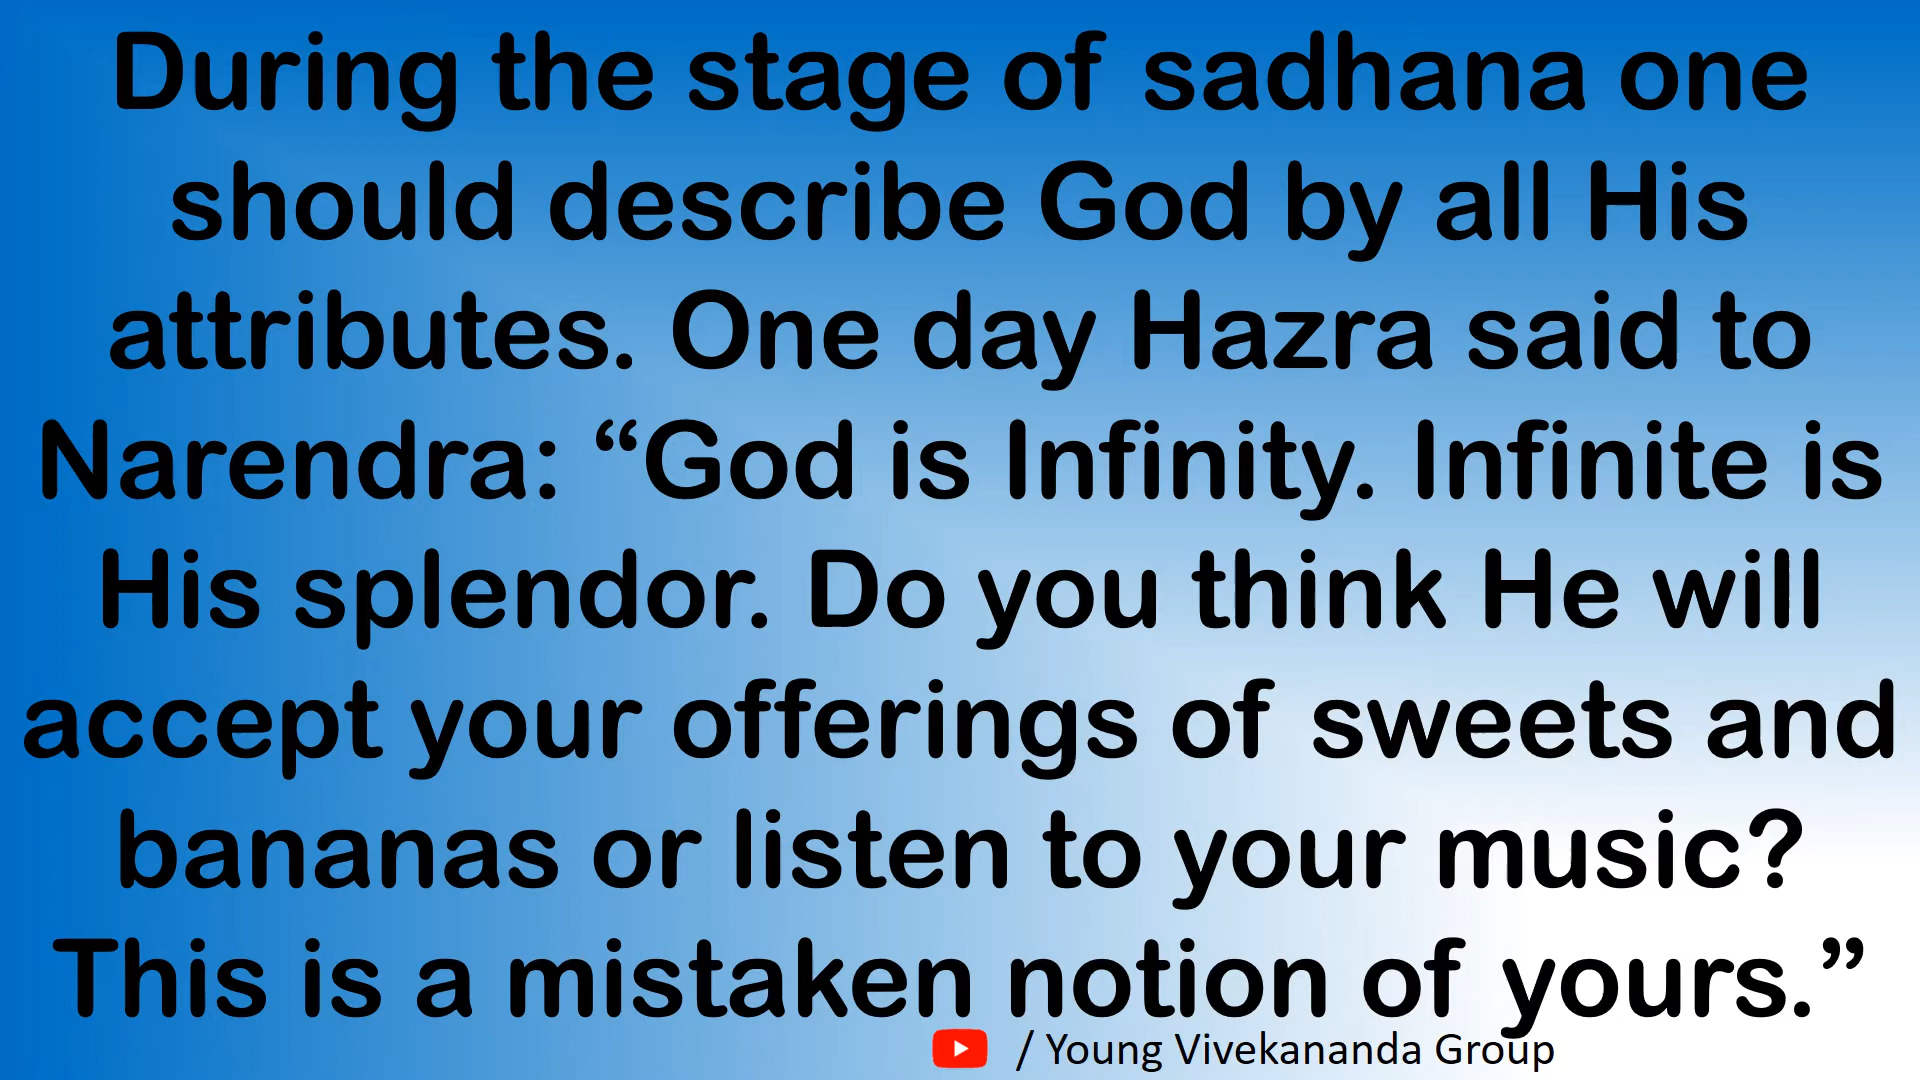 During the stage of sadhana one
should describe God by all His
attributes. One day Hazra said to
Narendra: “God is Infinity. Infinite is
His splendor. Do you think He will
accept your offerings of sweets and
bananas or listen to your music?
This is a mistaken notion of yours.”
/ Young Vivekananda Group